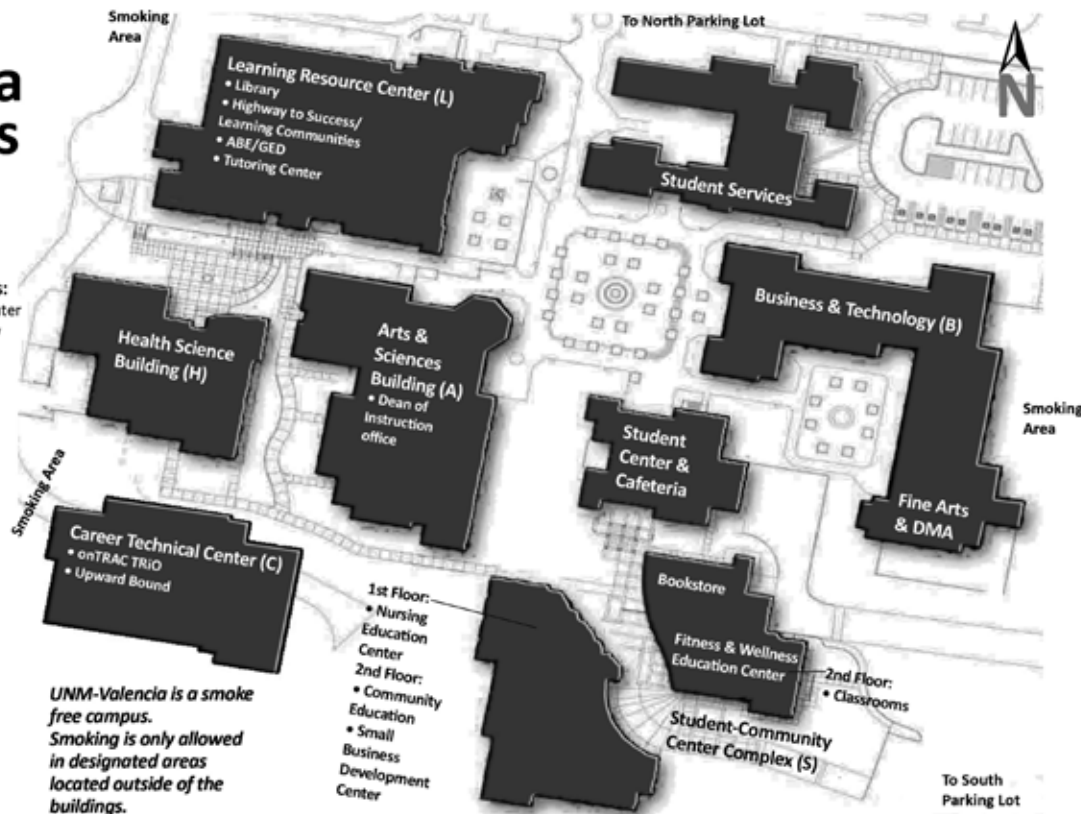 Smoking
Area
To North Parking Lot
N
a
s
Learning Resource Center (L)
• Library
• Highway to Success/
Learning Communities
• ABE/GED
• Tutoring Center
Student Services
s:
Business & Technology (B)
Health Science
Building (H)
Arts &
Sciences
Building (A)
• Dean of
Instruction
office
Student
Center &
Cafeteria
Smoking
Area
Fine Arts
& DMA
Smoking Area
Career Technical Center (C)
• onTRAC TRiO
• Upward Bound
1st Floor:
• Nursing
Education
Center
2nd Floor:
• Community
Education
• Small
Business
Development
Center
Bookstore
Fitness & Wellness
Education Center
2nd Floor:
• Classrooms
Student-Community
Center Complex (S)
UNM-Valencia is a smoke
free campus.
Smoking is only allowed
in designated areas
located outside of the
buildings.
To South
Parking Lot